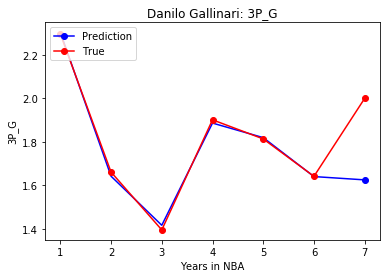 Danilo Gallinari: 3P_G
Prediction
True
2.2
2.0
1.8
1.6
1.4
3P_G
1 2 3 4 5 6 7
Years in NBA